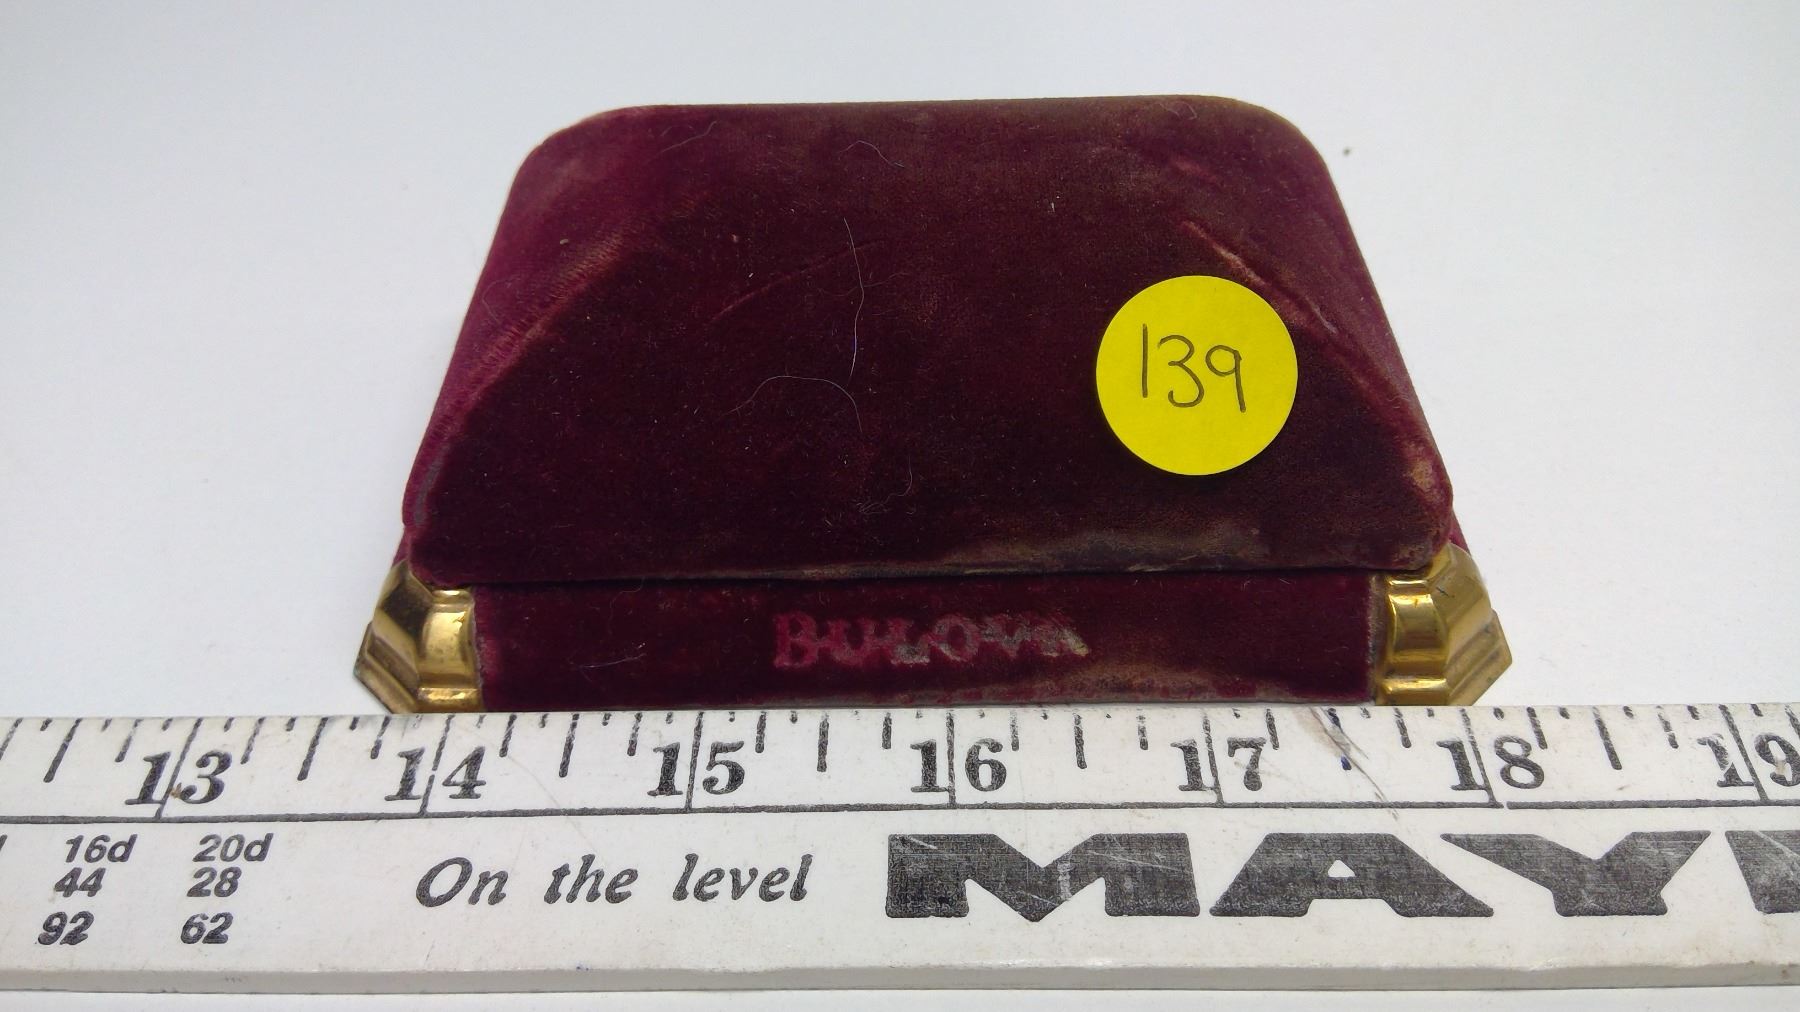 139
BULOVA
13 14 15 16 17 18 19
16d 20d
44 28
92 62
On the level MAY